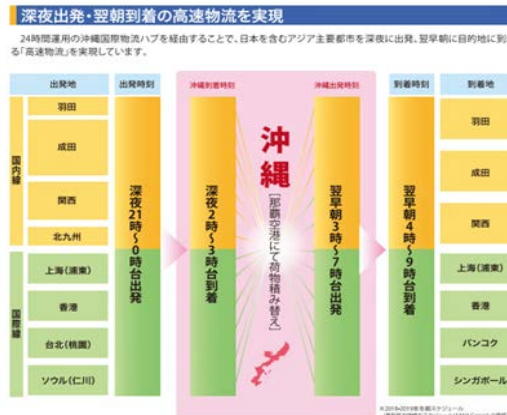 深夜出発・翌朝到着の高速物流を実現
24時間運用の沖縄国際物流ハブを経由することで、日本を含むアジア主要都市を深夜に出発、翌早朝に目的地に到
る「高速物流」を実現しています。
出発地
出発時刻
沖縄到着時刻
沖縄出発時刻
到着時刻
到着地
国内線
羽田
成田
関西
北九州
国際線
上海(浦東)
香港
台北(桃園)
ソウル(仁川)
深夜21時~0時台出発
深夜2時~3時台到着
沖縄
[那覇空港にて荷物積み替え]
翌早朝3時~7時台出発
翌早朝4時~9時台到着
羽田
成田
関西
上海(浦東)
香港
バンコク
シンガポール